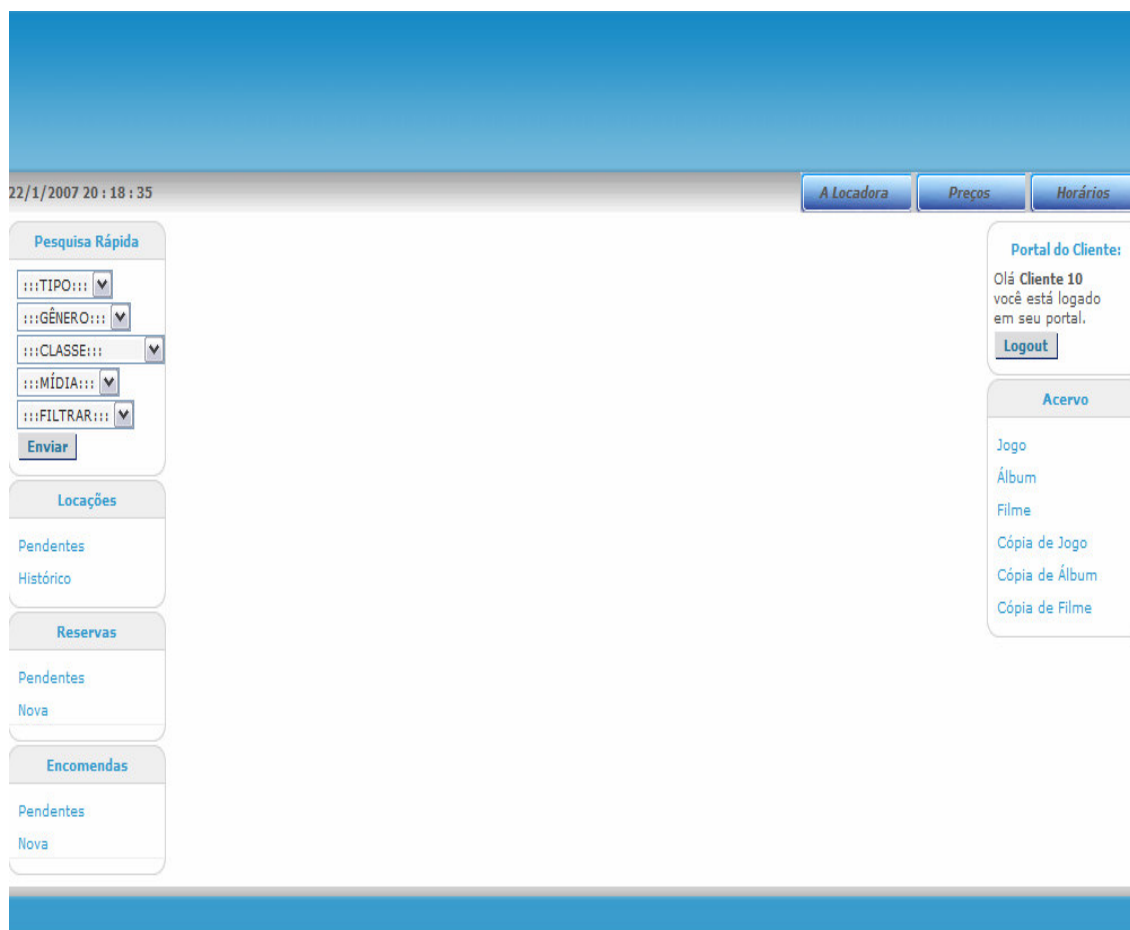 22/1/2007 20 : 18 : 35
A Locadora
Preços
Horários
Pesquisa Rápida
:::TIPO:::
:::GÊNERO:::
:::CLASSE:::
:::MÍDIA:::
:::FILTRAR:::
Enviar
Locações
Pendentes
Histórico
Reservas
Pendentes
Nova
Encomendas
Pendentes
Nova
Portal do Cliente:
Olá Cliente 10
você está logado
em seu portal.
Logout
Acervo
Jogo
Álbum
Filme
Cópia de Jogo
Cópia de Álbum
Cópia de Filme